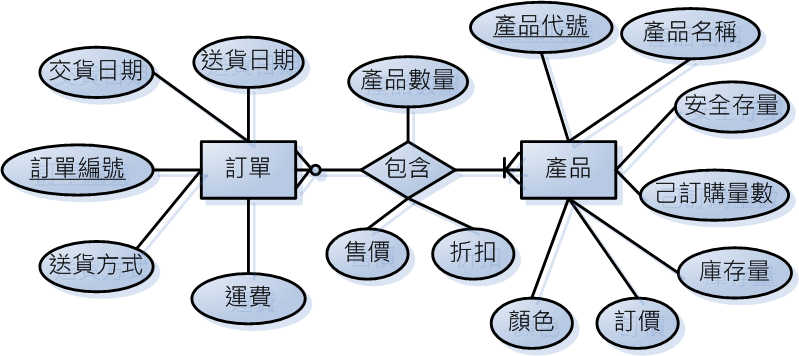 產品代號
產品名稱
送貨日期
交貨日期
產品數量
安全存量
訂單編號
訂單
包含
產品
己訂購量數
送貨方式
售價
折扣
庫存量
運費
顏色
訂價